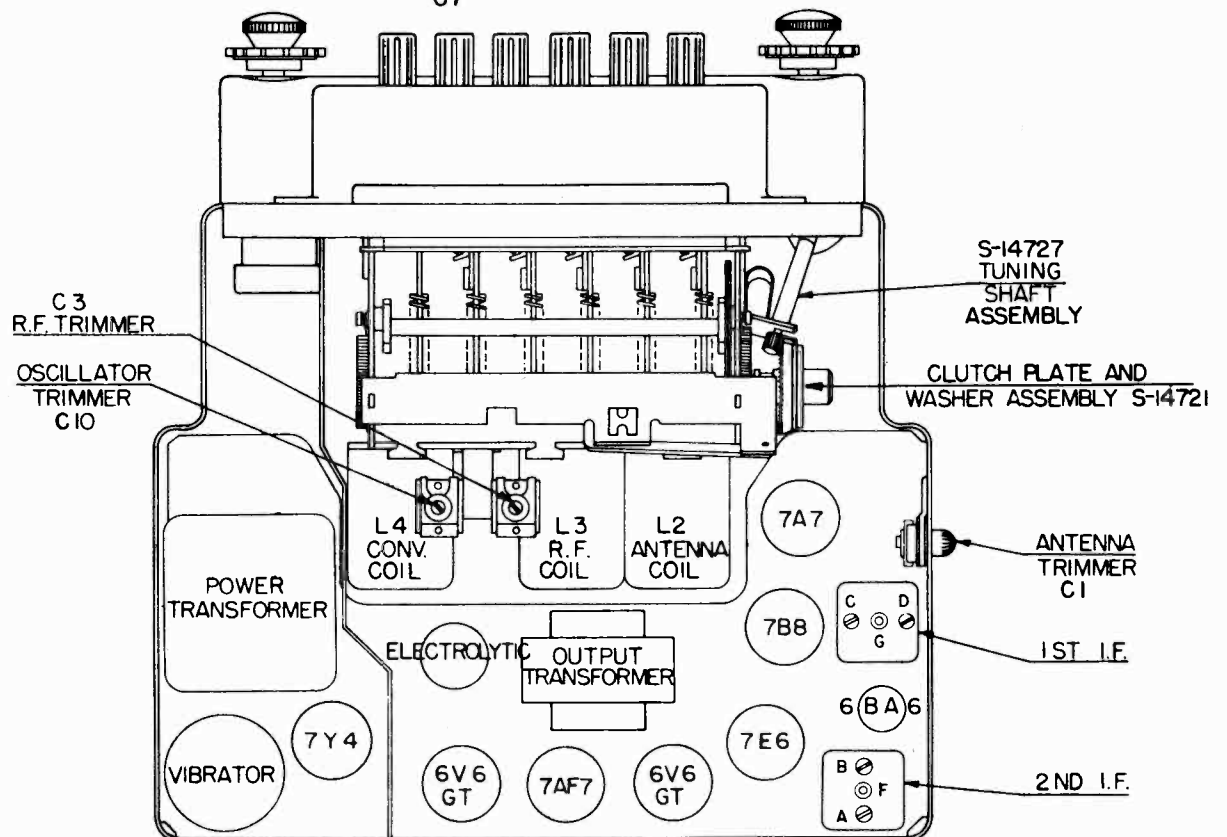 S-14727
TUNING
SHAFT
ASSEMBLY
C 3
R.F. TRIMMER
OSCILLATOR
TRIMMER
C 10
CLUTCH PLATE AND
WASHER ASSEMBLY S-14721
L4
CONV.
COIL
L3
R.F.
COIL
L2
ANTENNA
COIL
7A7
ANTENNA
TRIMMER
C 1
POWER
TRANSFORMER
7B8
C D
G
1ST I.F.
ELECTROLYTIC
OUTPUT
TRANSFORMER
6 B A 6
VIBRATOR
7 Y 4
6V6
GT
7AF7
6V6
GT
7E6
B
F
A
2ND I.F.